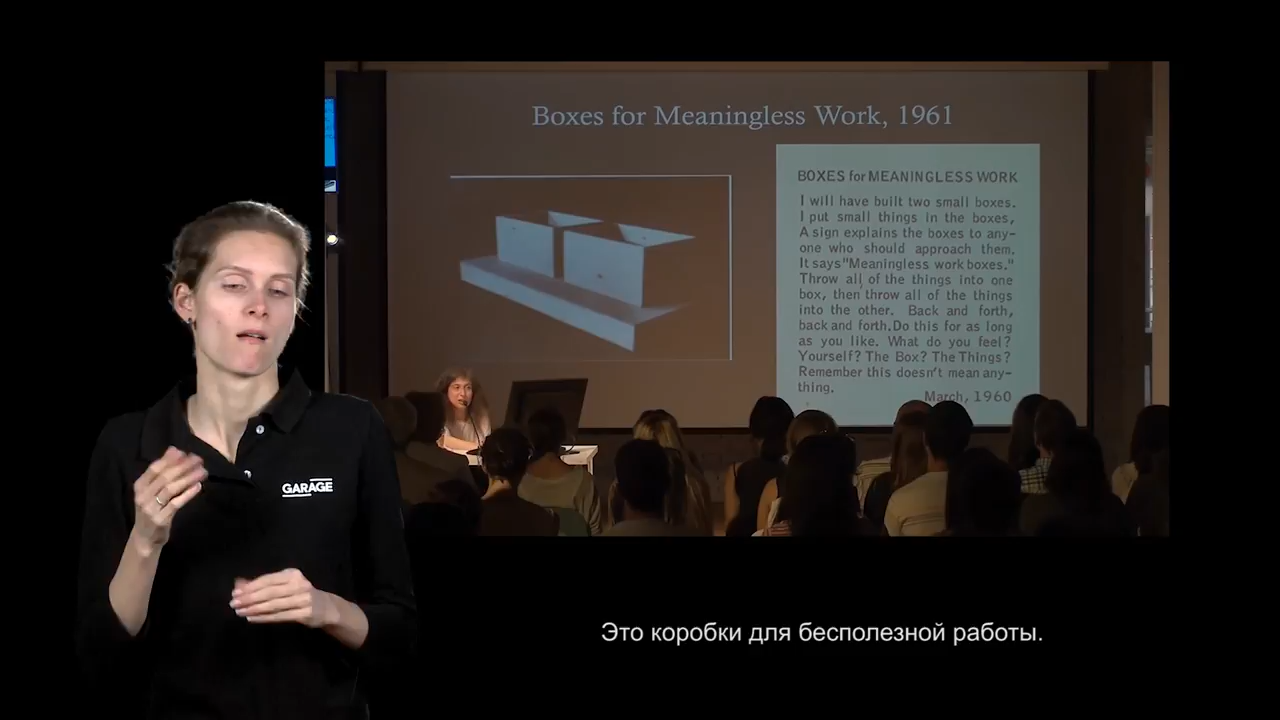 Boxes for Meaningless Work, 1961
BOXES for MEANINGLESS WORK
I will have built two small boxes.
I put small things in the boxes,
A sign explains the boxes to any-
one who should approach them.
It says "Meaningless work boxes."
Throw all of the things into one
box, then throw all of the things
into the other. Back and forth,
back and forth. Do this for as long
as you like. What do you feel?
Yourself? The Box? The Things?
Remember this doesn't mean any-
thing.
March, 1960
GARAGE
Это коробки для бесполезной работы.